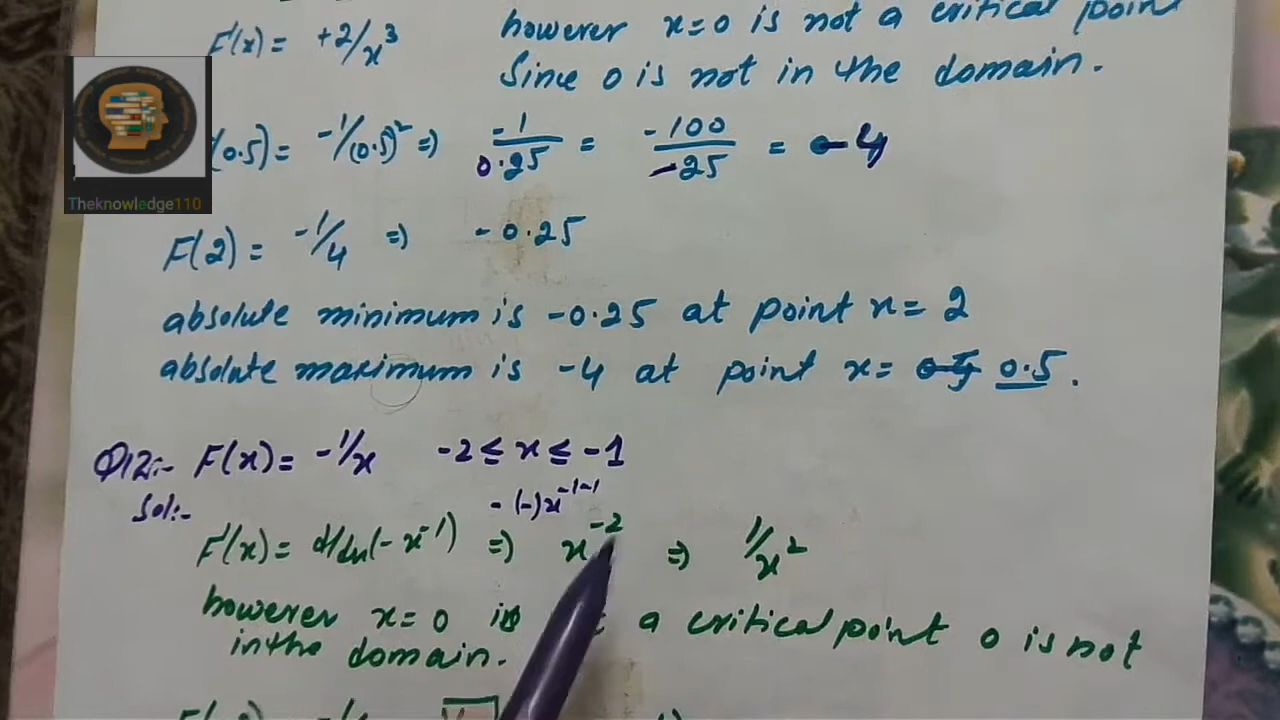 F'(x) = +2/x³ however x=0 is not a critical point
Since 0 is not in the domain.
(0.5) = -1/(0.5)² ⇒ -1/0.25 = -100/25 = -4
Theknowledge110
F(2) = -1/4 ⇒ -0.25
absolute minimum is -0.25 at point x= 2
absolute maximum is -4 at point x= 0.5.
Q12:- F(x) = -1/x -2 ≤ x ≤ -1
Sol:- - (-)x⁻¹⁻¹
F'(x) = d/dx(-x⁻¹) ⇒ x⁻² ⇒ 1/x²
however x=0 is a critical point 0 is not
in the domain.